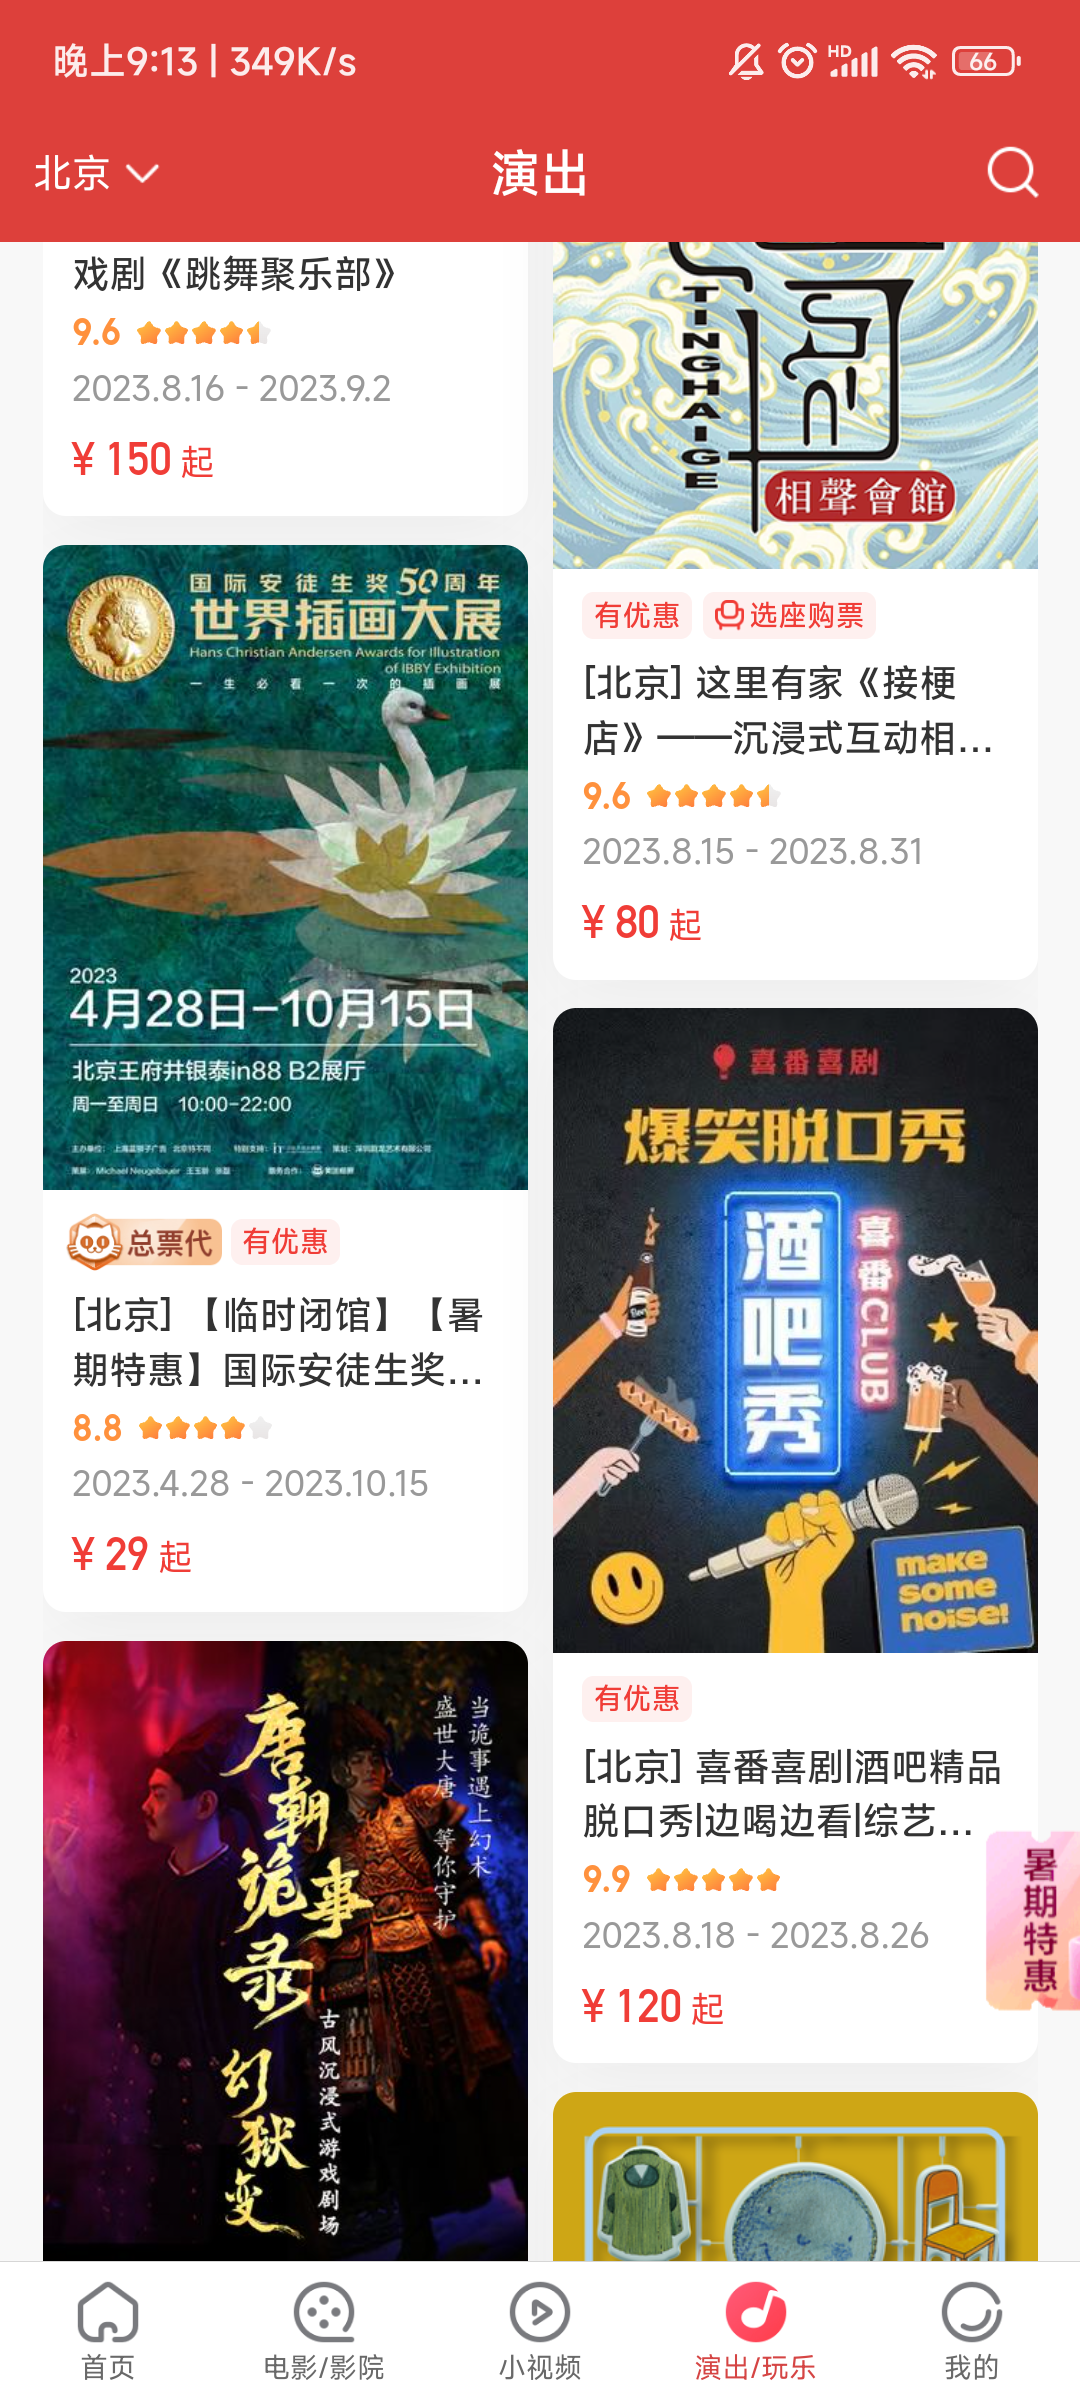 晚上9:13 | 349K/s
HD
66
北京
演出
戏剧《跳舞聚乐部》
9.6
2023.8.16 - 2023.9.2
¥ 150 起
国际安徒生奖50周年
世界插画大展
Hans Christian Andersen Awards for Illustration
of IBBY Exhibition
一生必看一次的插画展
2023
4月28日-10月15日
北京王府井银泰in88 B2展厅
周一至周日 10:00-22:00
总票代
有优惠
[北京] 【临时闭馆】【暑
期特惠】国际安徒生奖...
8.8
2023.4.28 - 2023.10.15
¥ 29 起
唐朝诡事录
幻狱变
当诡事遇上幻术
盛世大唐 等你守护
古风沉浸式游戏剧场
TINGHAIGE
相聲會館
有优惠
选座购票
[北京] 这里有家《接梗
店》——沉浸式互动相...
9.6
2023.8.15 - 2023.8.31
¥ 80 起
喜番喜剧
爆笑脱口秀
酒吧秀
喜番CLUB
Beer
make
some
noise!
有优惠
[北京] 喜番喜剧|酒吧精品
脱口秀|边喝边看|综艺...
9.9
2023.8.18 - 2023.8.26
¥ 120 起
暑期特惠
首页
电影/影院
小视频
演出/玩乐
我的